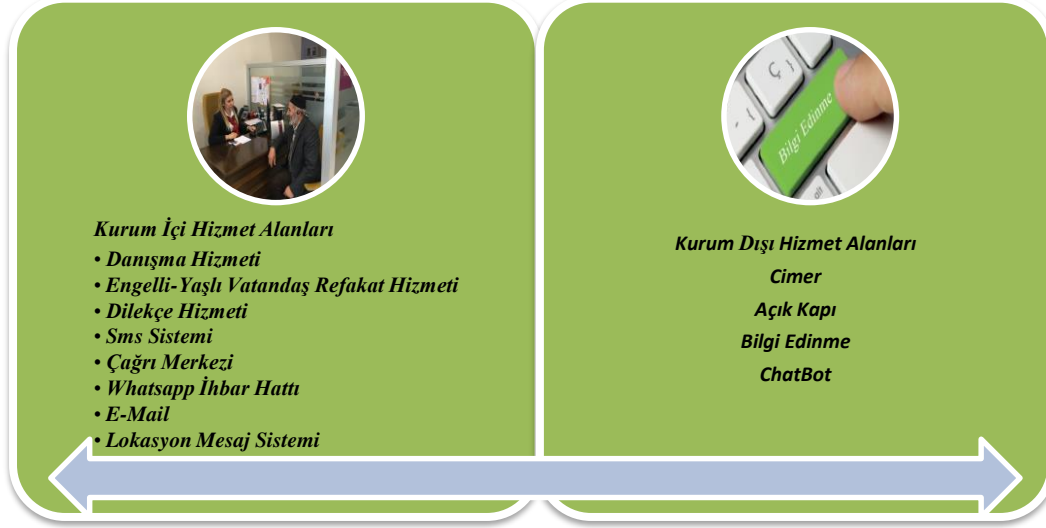 Kurum İçi Hizmet Alanları
• Danışma Hizmeti
• Engelli-Yaşlı Vatandaş Refakat Hizmeti
• Dilekçe Hizmeti
• Sms Sistemi
• Çağrı Merkezi
• Whatsapp İhbar Hattı
• E-Mail
• Lokasyon Mesaj Sistemi
Ç }
Bilgi Edinme
alt
Kurum Dışı Hizmet Alanları
Cimer
Açık Kapı
Bilgi Edinme
ChatBot